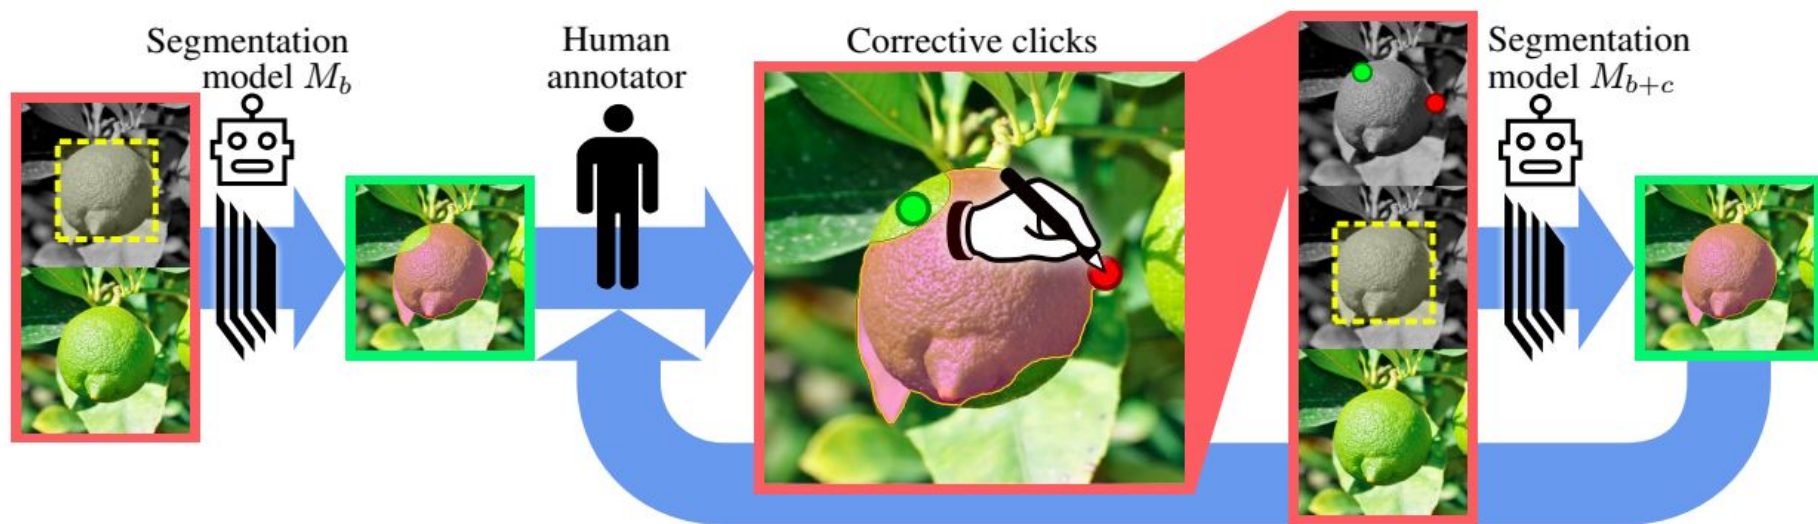 Segmentation
model M_b
Human
annotator
Corrective clicks
Segmentation
model M_{b+c}